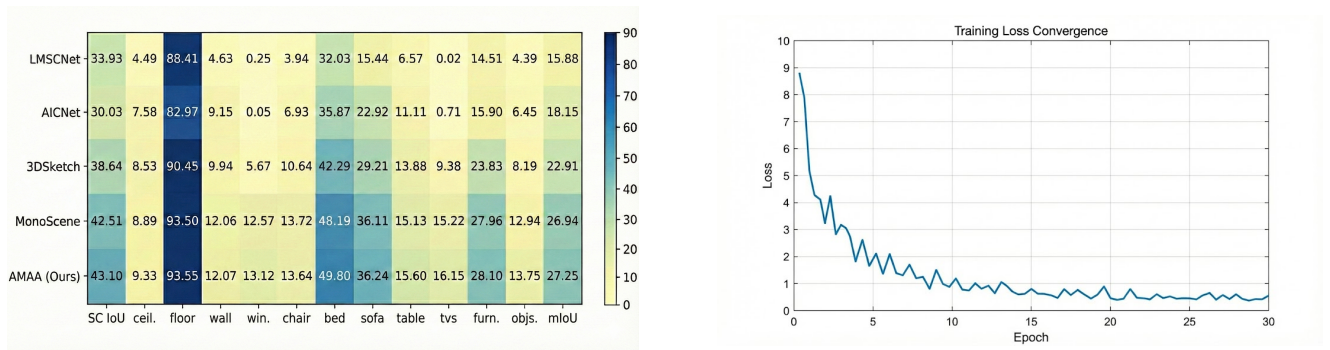 LMSCNet 33.93 4.49 88.41 4.63 0.25 3.94 32.03 15.44 6.57 0.02 14.51 4.39 15.88
AICNet 30.03 7.58 82.97 9.15 0.05 6.93 35.87 22.92 11.11 0.71 15.90 6.45 18.15
3DSketch 38.64 8.53 90.45 9.94 5.67 10.64 42.29 29.21 13.88 9.38 23.83 8.19 22.91
MonoScene 42.51 8.89 93.50 12.06 12.57 13.72 48.19 36.11 15.13 15.22 27.96 12.94 26.94
AMAA (Ours) 43.10 9.33 93.55 12.07 13.12 13.64 49.80 36.24 15.60 16.15 28.10 13.75 27.25
SC IoU ceil. floor wall win. chair bed sofa table tvs furn. objs. mIoU
90
80
70
60
50
40
30
20
10
0
Training Loss Convergence
10
9
8
7
6
5
4
3
2
1
0
Loss
0 5 10 15 20 25 30
Epoch